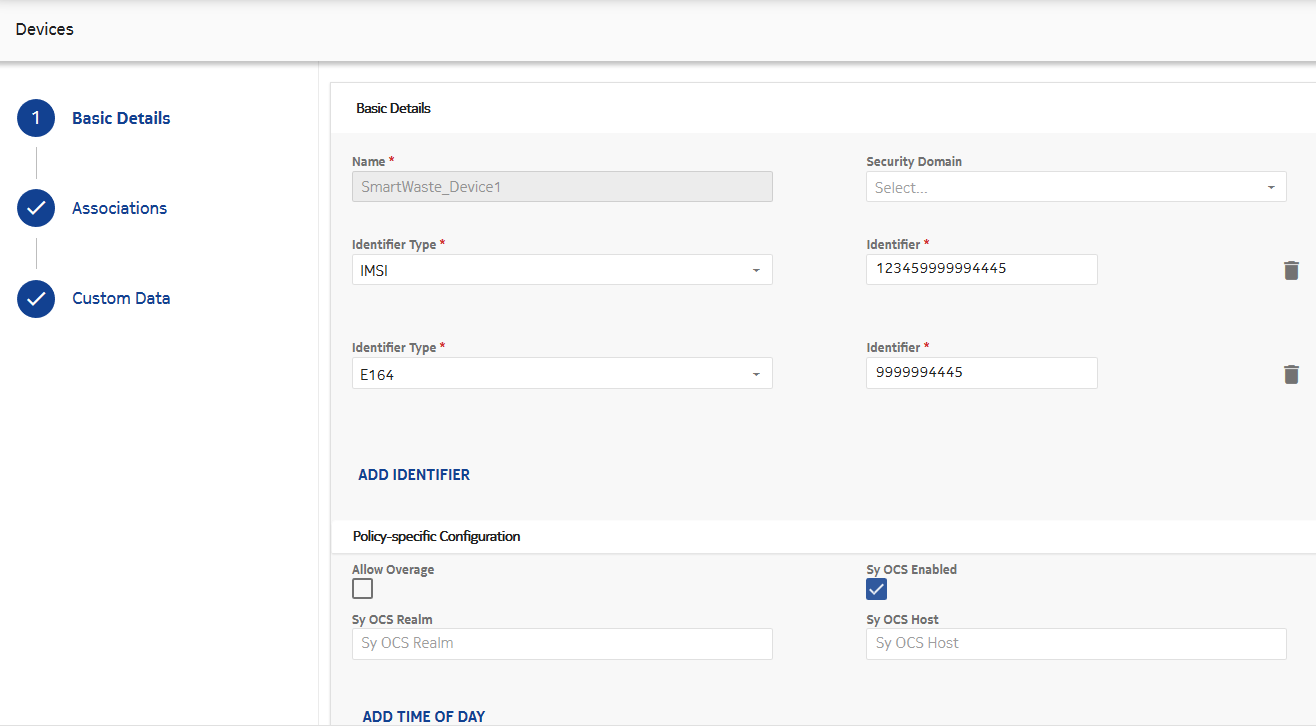 Devices
1 Basic Details
Associations
Custom Data
Basic Details
Name * Security Domain
SmartWaste_Device1 Select...
Identifier Type * Identifier *
IMSI 123459999994445
Identifier Type * Identifier *
E164 9999994445
ADD IDENTIFIER
Policy-specific Configuration
Allow Overage Sy OCS Enabled
Sy OCS Realm Sy OCS Host
Sy OCS Realm Sy OCS Host
ADD TIME OF DAY